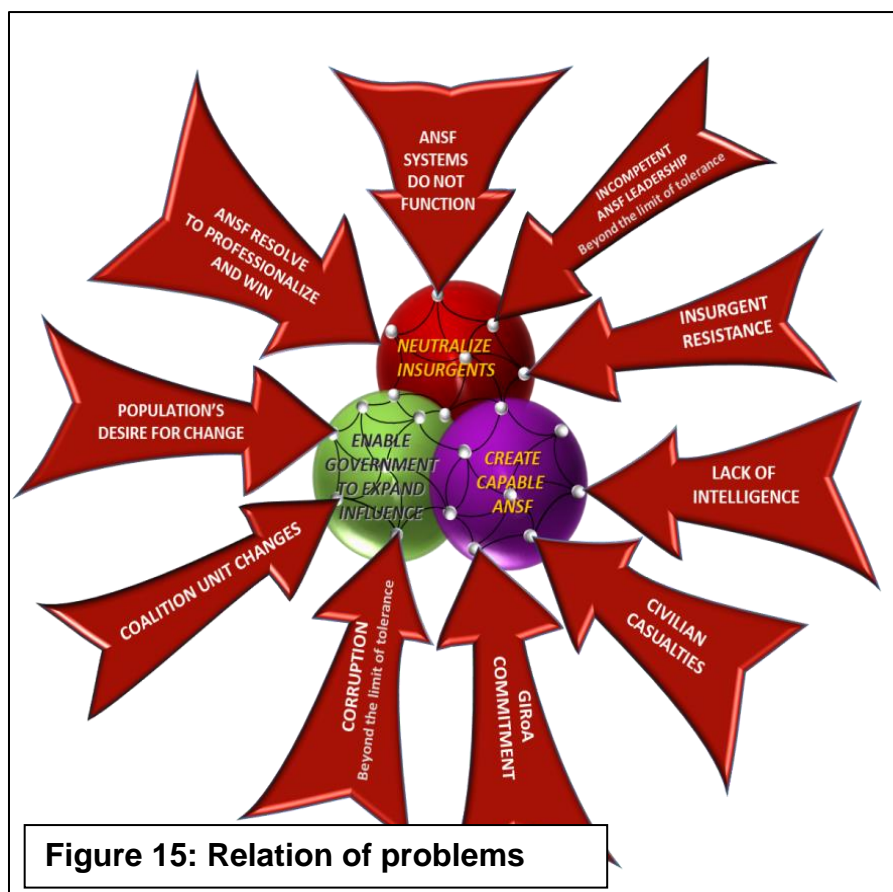 ANSF
SYSTEMS
DO NOT
FUNCTION
INCOMPETENT
ANSF LEADERSHIP
Beyond the limit of tolerance
INSURGENT
RESISTANCE
LACK OF
INTELLIGENCE
CIVILIAN
CASUALTIES
GIRoA
COMMITMENT
CORRUPTION
Beyond the limit of tolerance
COALITION UNIT CHANGES
POPULATION'S
DESIRE FOR CHANGE
ANSF RESOLVE
TO PROFESSIONALIZE
AND WIN
NEUTRALIZE
INSURGENTS
ENABLE
GOVERNMENT
TO EXPAND
INFLUENCE
CREATE
CAPABLE
ANSF
Figure 15: Relation of problems